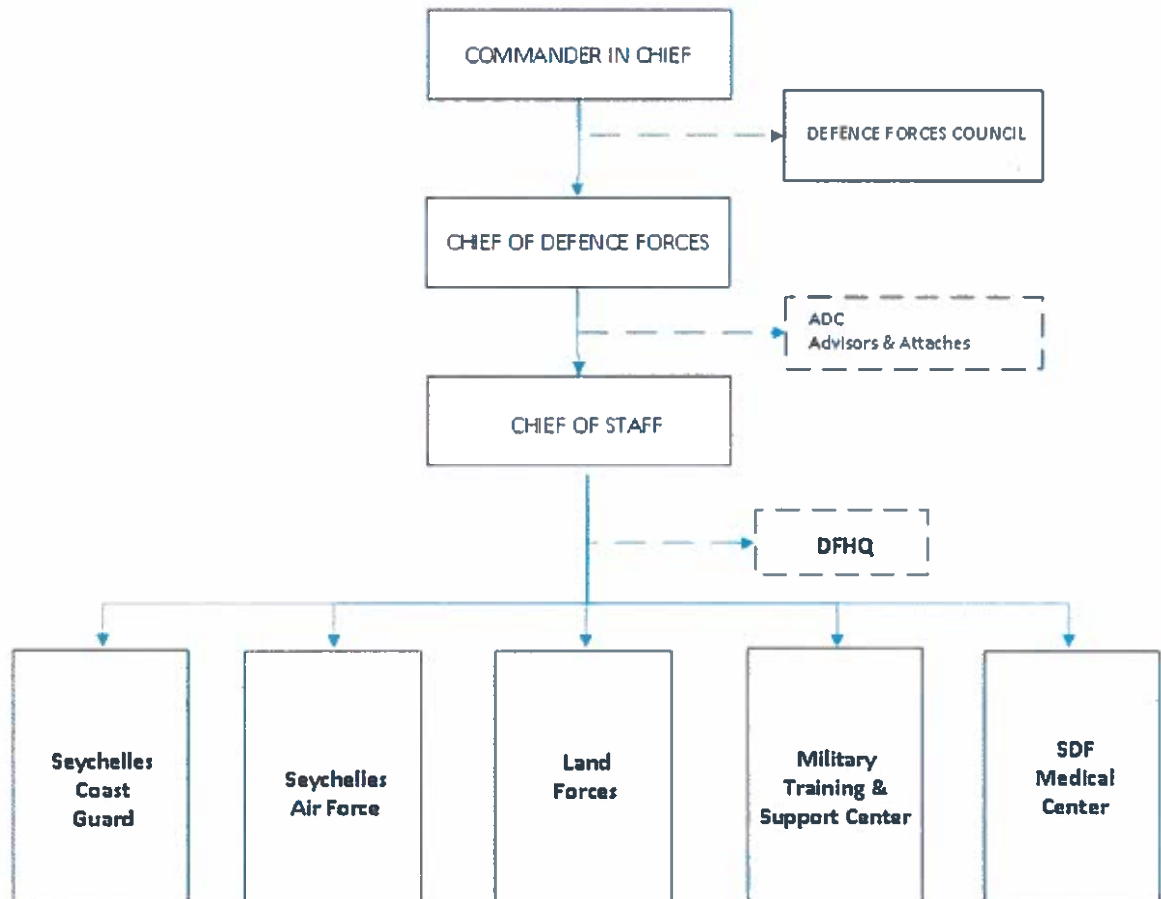 COMMANDER IN CHIEF
DEFENCE FORCES COUNCIL
CHIEF OF DEFENCE FORCES
ADC
Advisors & Attaches
CHIEF OF STAFF
DFHQ
Seychelles
Coast
Guard
Seychelles
Air Force
Land
Forces
Military
Training &
Support Center
SDF
Medical
Center